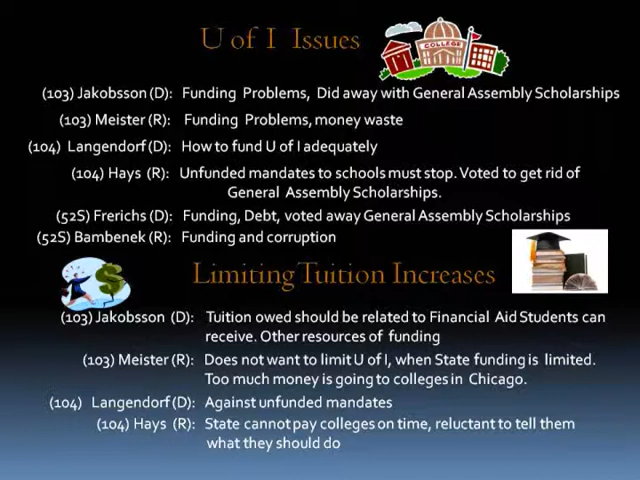 U of I Issues
COLLEGE
(103) Jakobsson (D): Funding Problems, Did away with General Assembly Scholarships
(103) Meister (R): Funding Problems, money waste
(104) Langendorf (D): How to fund U of I adequately
(104) Hays (R): Unfunded mandates to schools must stop. Voted to get rid of
General Assembly Scholarships.
(52S) Frerichs (D): Funding, Debt, voted away General Assembly Scholarships
(52S) Bambenek (R): Funding and corruption
Limiting Tuition Increases
(103) Jakobsson (D): Tuition owed should be related to Financial Aid Students can
receive. Other resources of funding
(103) Meister (R): Does not want to limit U of I, when State funding is limited.
Too much money is going to colleges in Chicago.
(104) Langendorf (D): Against unfunded mandates
(104) Hays (R): State cannot pay colleges on time, reluctant to tell them
what they should do